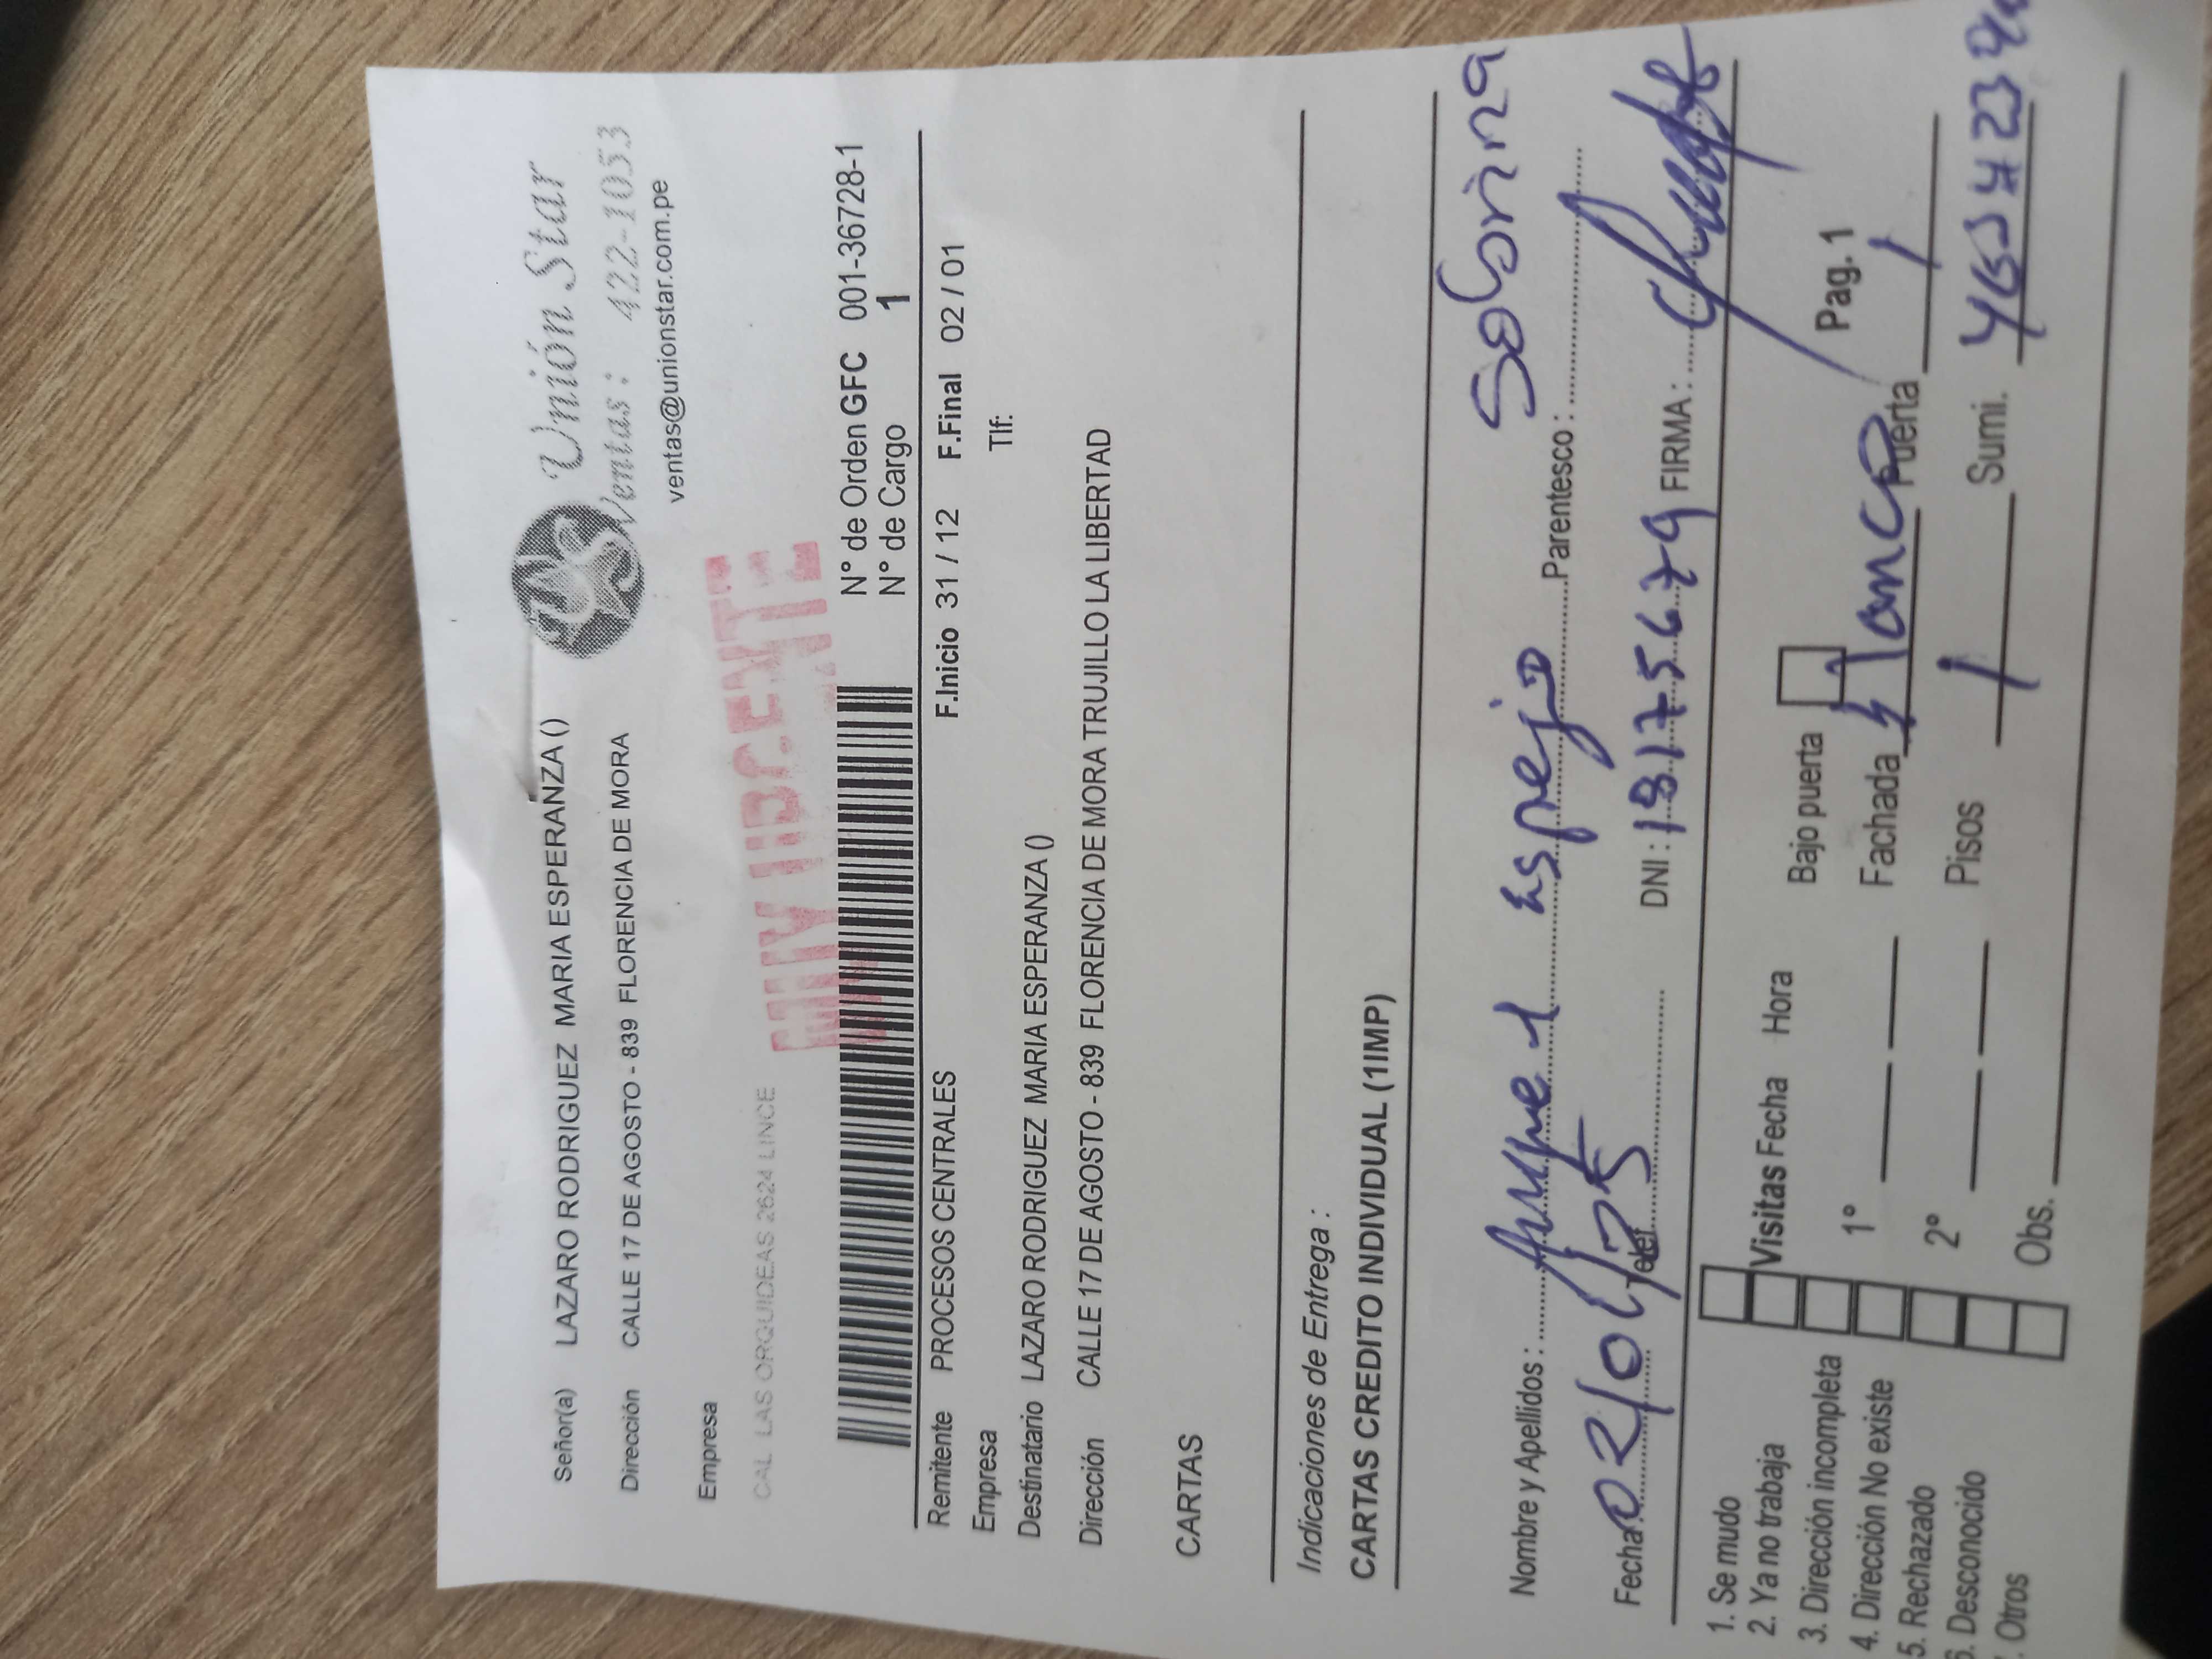 Unión Star
Ventas: 422-1053
ventas@unionstar.com.pe
Señor(a) LAZARO RODRIGUEZ MARIA ESPERANZA ()
Dirección CALLE 17 DE AGOSTO - 839 FLORENCIA DE MORA
Empresa
CAL LAS ORQUIDEAS 2624 LINCE
MUY URGENTE
N° de Orden GFC 001-36728-1
N° de Cargo 1
Remitente PROCESOS CENTRALES F.Inicio 31 / 12 F.Final 02 / 01
Empresa Tlf:
Destinatario LAZARO RODRIGUEZ MARIA ESPERANZA ()
Dirección CALLE 17 DE AGOSTO - 839 FLORENCIA DE MORA TRUJILLO LA LIBERTAD
CARTAS
Indicaciones de Entrega :
CARTAS CREDITO INDIVIDUAL (1IMP)
Nombre y Apellidos : espejo Parentesco : Sobrina
Fecha: 02/01/25 Telef DNI : 18175679 FIRMA :
1. Se mudo
2. Ya no trabaja Visitas Fecha Hora Bajo puerta Pag. 1
3. Dirección incompleta 1° Fachada Puerta
4. Dirección No existe
5. Rechazado 2° Pisos 1 Sumi.
6. Desconocido
Otros Obs.